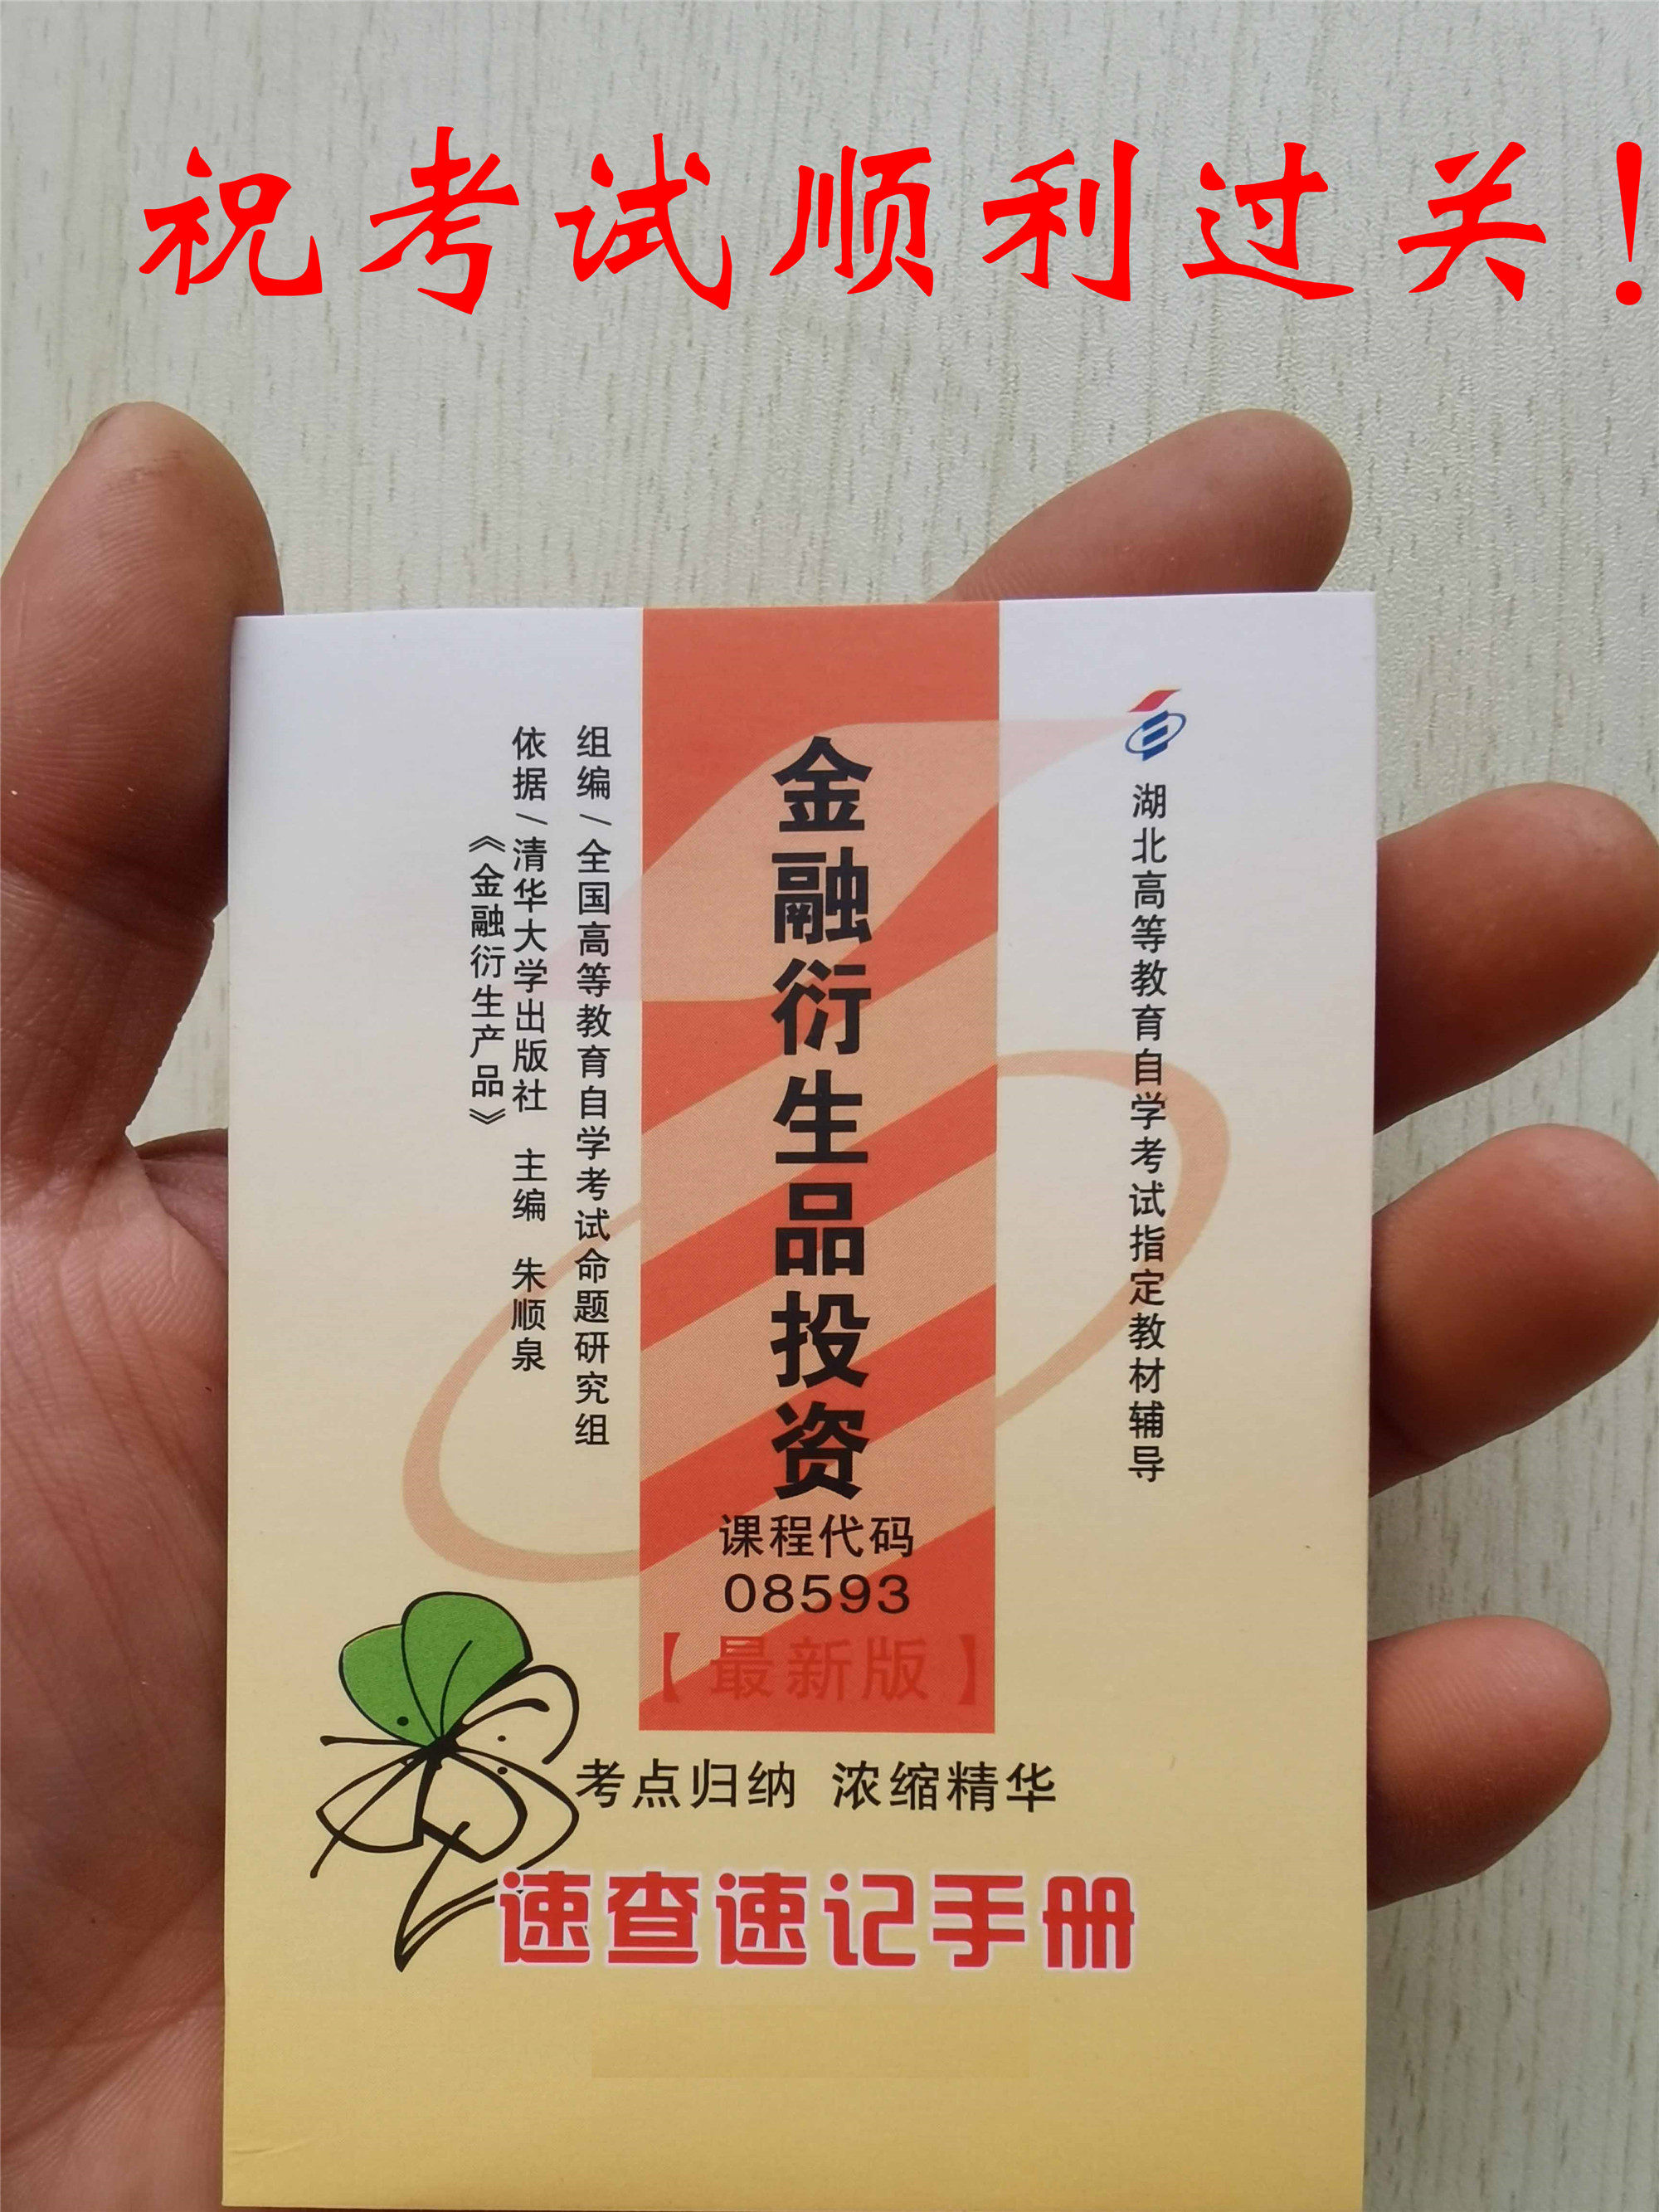 祝考试顺利过关！
湖北高等教育自学考试指定教材辅导
金融衍生品投资
课程代码
08593
【最新版】
组编/全国高等教育自学考试命题研究组
依据/清华大学出版社 主编 朱顺泉
《金融衍生产品》
考点归纳 浓缩精华
速查速记手册